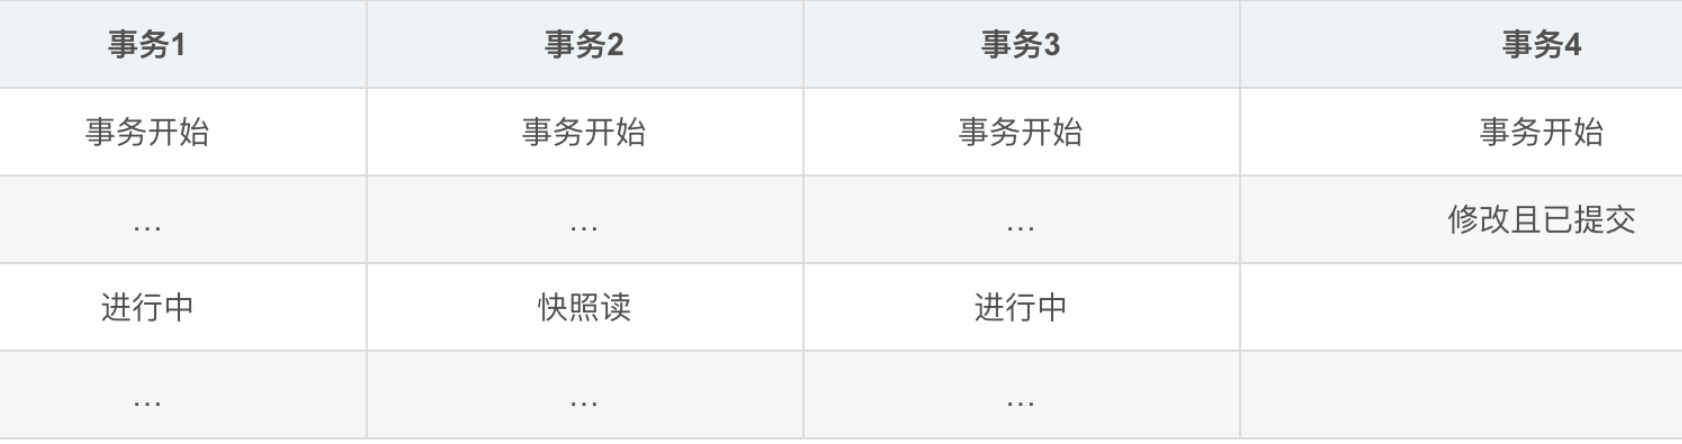 事务1 事务2 事务3 事务4
事务开始 事务开始 事务开始 事务开始
… … … 修改且已提交
进行中 快照读 进行中
… … …